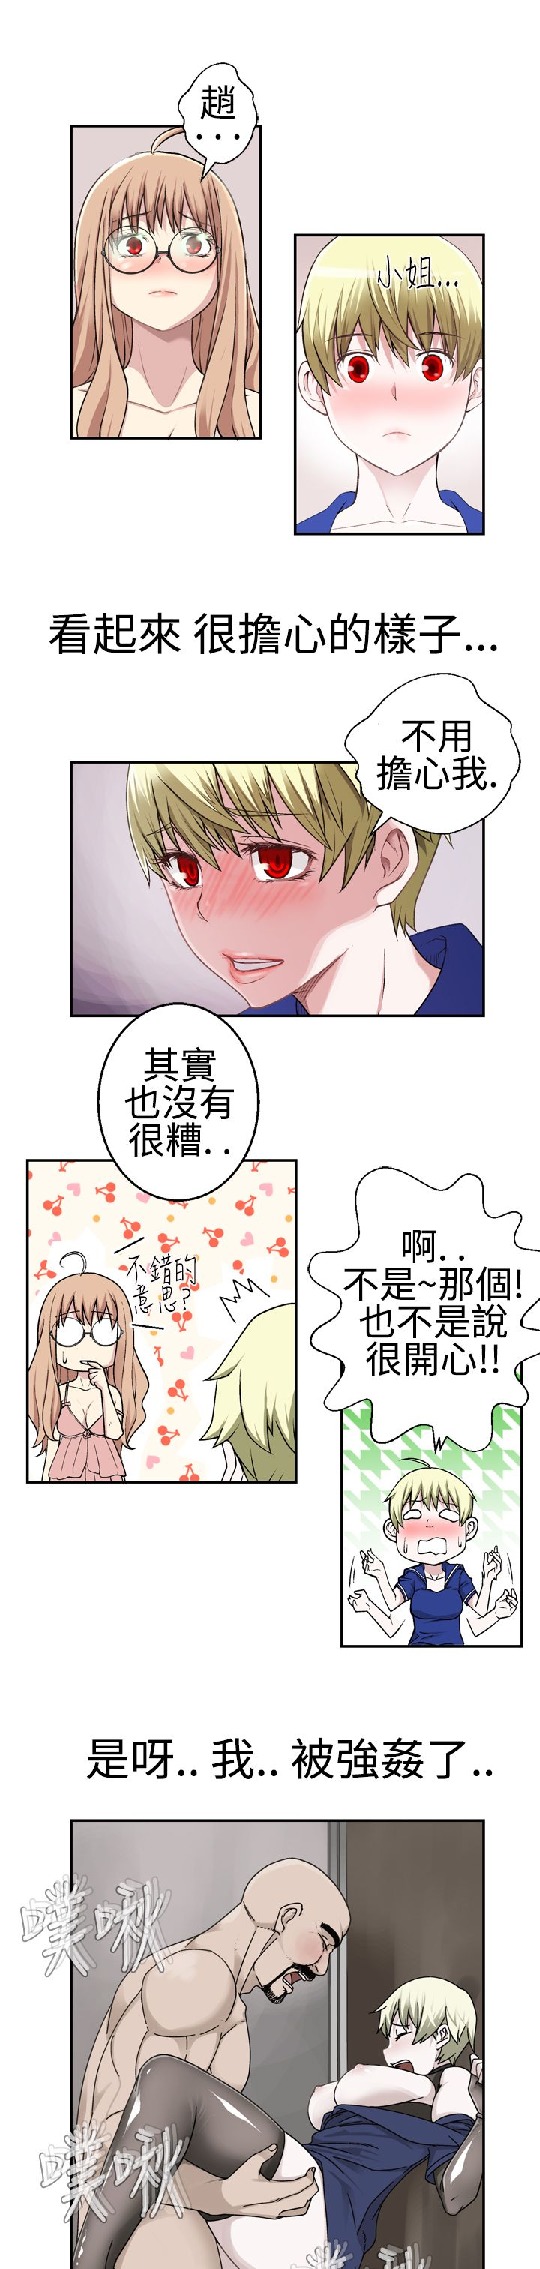 趙
...
小姐...
看起來 很擔心的樣子...
不用
擔心我.
其實
也沒有
很糟..
不錯的
意思?
啊..
不是~那個!
也不是說
很開心!!
是呀.. 我.. 被強姦了..
噗啾
噗啾
噗啾